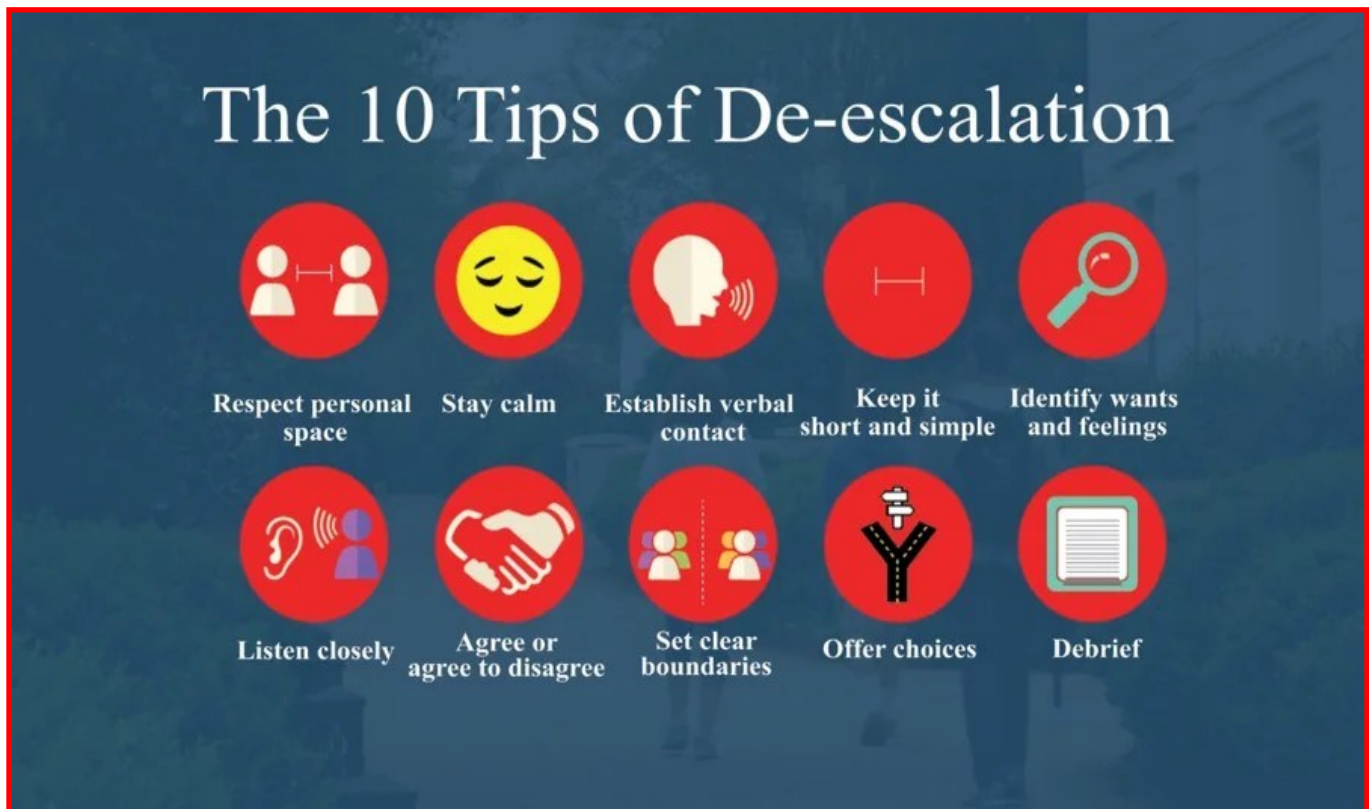 The 10 Tips of De-escalation
Respect personal
space
Stay calm
Establish verbal
contact
Keep it
short and simple
Identify wants
and feelings
Listen closely
Agree or
agree to disagree
Set clear
boundaries
Offer choices
Debrief